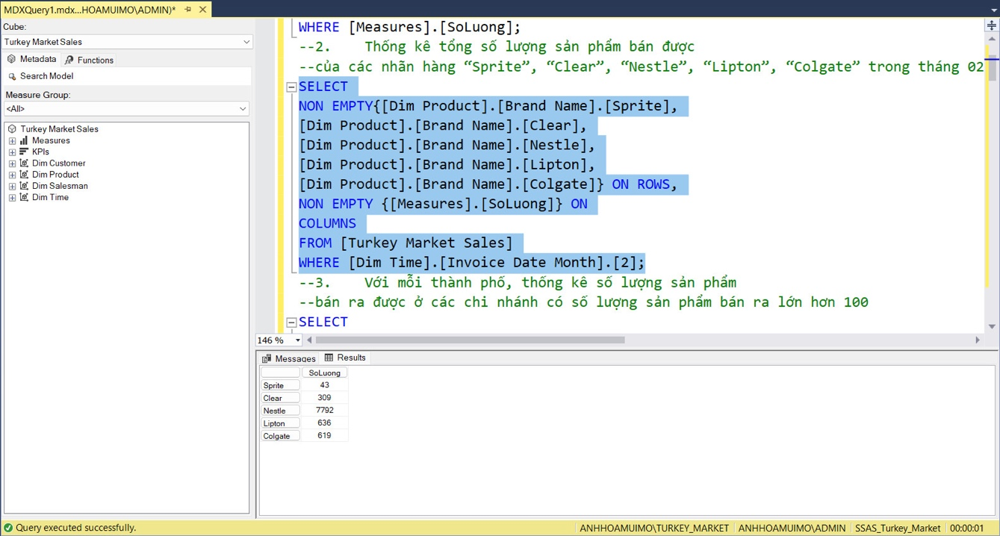 MDXQuery1.mdx...HOAMUIMO\ADMIN)*
Cube:
Turkey Market Sales
Metadata Functions
Search Model
Measure Group:
<All>
Turkey Market Sales
Measures
KPIs
Dim Customer
Dim Product
Dim Salesman
Dim Time
WHERE [Measures].[SoLuong];
--2. Thống kê tổng số lượng sản phẩm bán được
--của các nhãn hàng “Sprite”, “Clear”, “Nestle”, “Lipton”, “Colgate” trong tháng 02
SELECT
NON EMPTY{[Dim Product].[Brand Name].[Sprite],
[Dim Product].[Brand Name].[Clear],
[Dim Product].[Brand Name].[Nestle],
[Dim Product].[Brand Name].[Lipton],
[Dim Product].[Brand Name].[Colgate]} ON ROWS,
NON EMPTY {[Measures].[SoLuong]} ON
COLUMNS
FROM [Turkey Market Sales]
WHERE [Dim Time].[Invoice Date Month].[2];
--3. Với mỗi thành phố, thống kê số lượng sản phẩm
--bán ra được ở các chi nhánh có số lượng sản phẩm bán ra lớn hơn 100
SELECT
146 %
Messages Results
SoLuong
Sprite 43
Clear 309
Nestle 7792
Lipton 636
Colgate 619
Query executed successfully. ANHHOAMUIMO\TURKEY_MARKET ANHHOAMUIMO\ADMIN SSAS_Turkey_Market 00:00:01